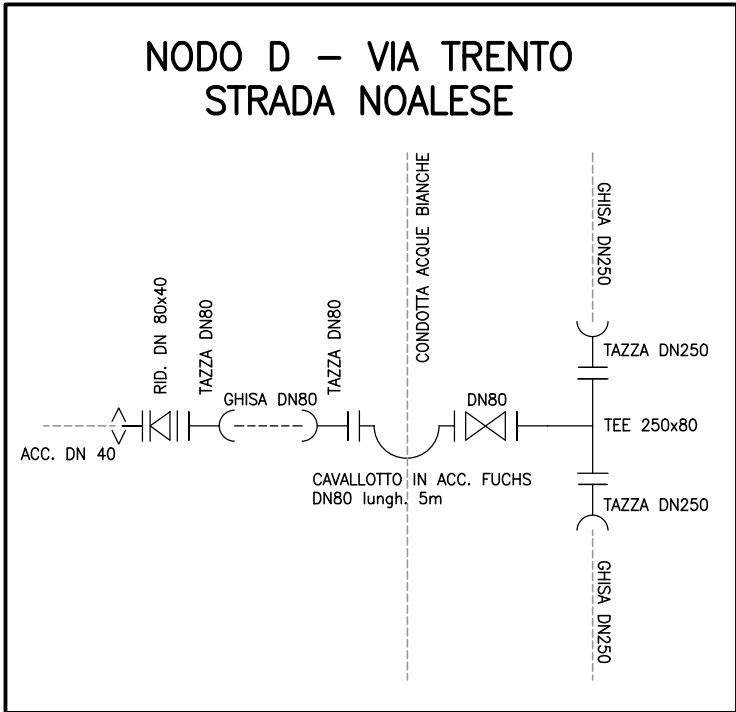 NODO D – VIA TRENTO
STRADA NOALESE
CONDOTTA ACQUE BIANCHE
GHISA DN250
RID. DN 80x40
TAZZA DN80
TAZZA DN80
TAZZA DN250
GHISA DN80
DN80
TEE 250x80
ACC. DN 40
CAVALLOTTO IN ACC. FUCHS
DN80 lungh. 5m
TAZZA DN250
GHISA DN250